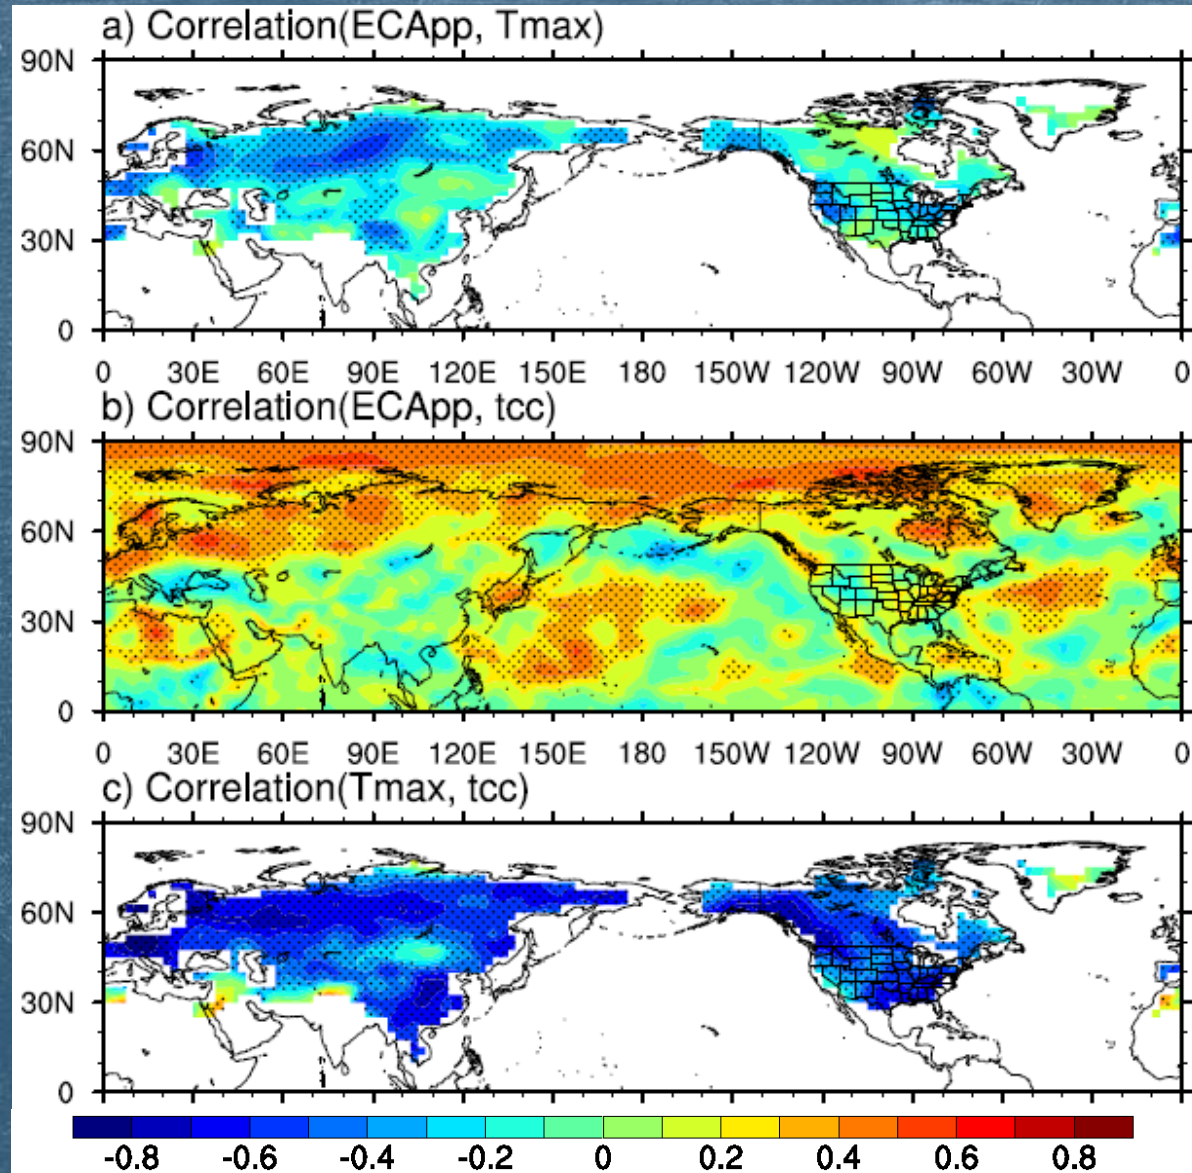 a) Correlation(ECApp, Tmax)
90N
60N
30N
0
0 30E 60E 90E 120E 150E 180 150W 120W 90W 60W 30W 0
b) Correlation(ECApp, tcc)
90N
60N
30N
0
0 30E 60E 90E 120E 150E 180 150W 120W 90W 60W 30W 0
c) Correlation(Tmax, tcc)
90N
60N
30N
0
-0.8 -0.6 -0.4 -0.2 0 0.2 0.4 0.6 0.8